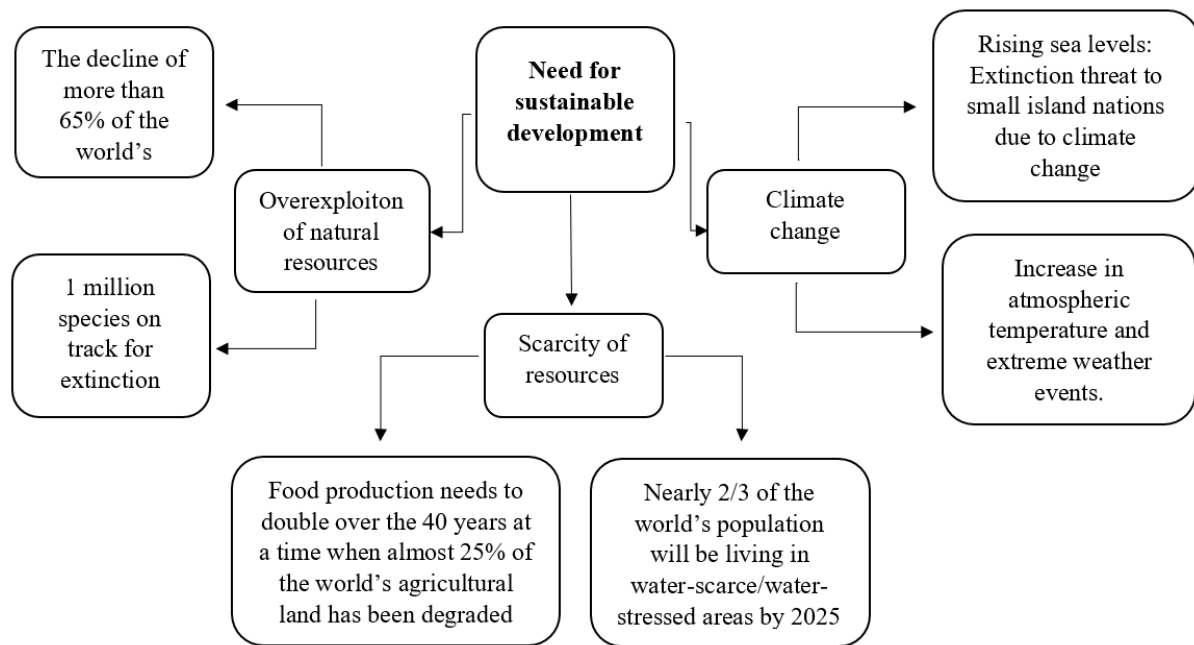 Need for
sustainable
development
Overexploiton
of natural
resources
The decline of
more than
65% of the
world's
1 million
species on
track for
extinction
Scarcity of
resources
Food production needs to
double over the 40 years at
a time when almost 25% of
the world's agricultural
land has been degraded
Nearly 2/3 of the
world's population
will be living in
water-scarce/water-
stressed areas by 2025
Climate
change
Rising sea levels:
Extinction threat to
small island nations
due to climate
change
Increase in
atmospheric
temperature and
extreme weather
events.